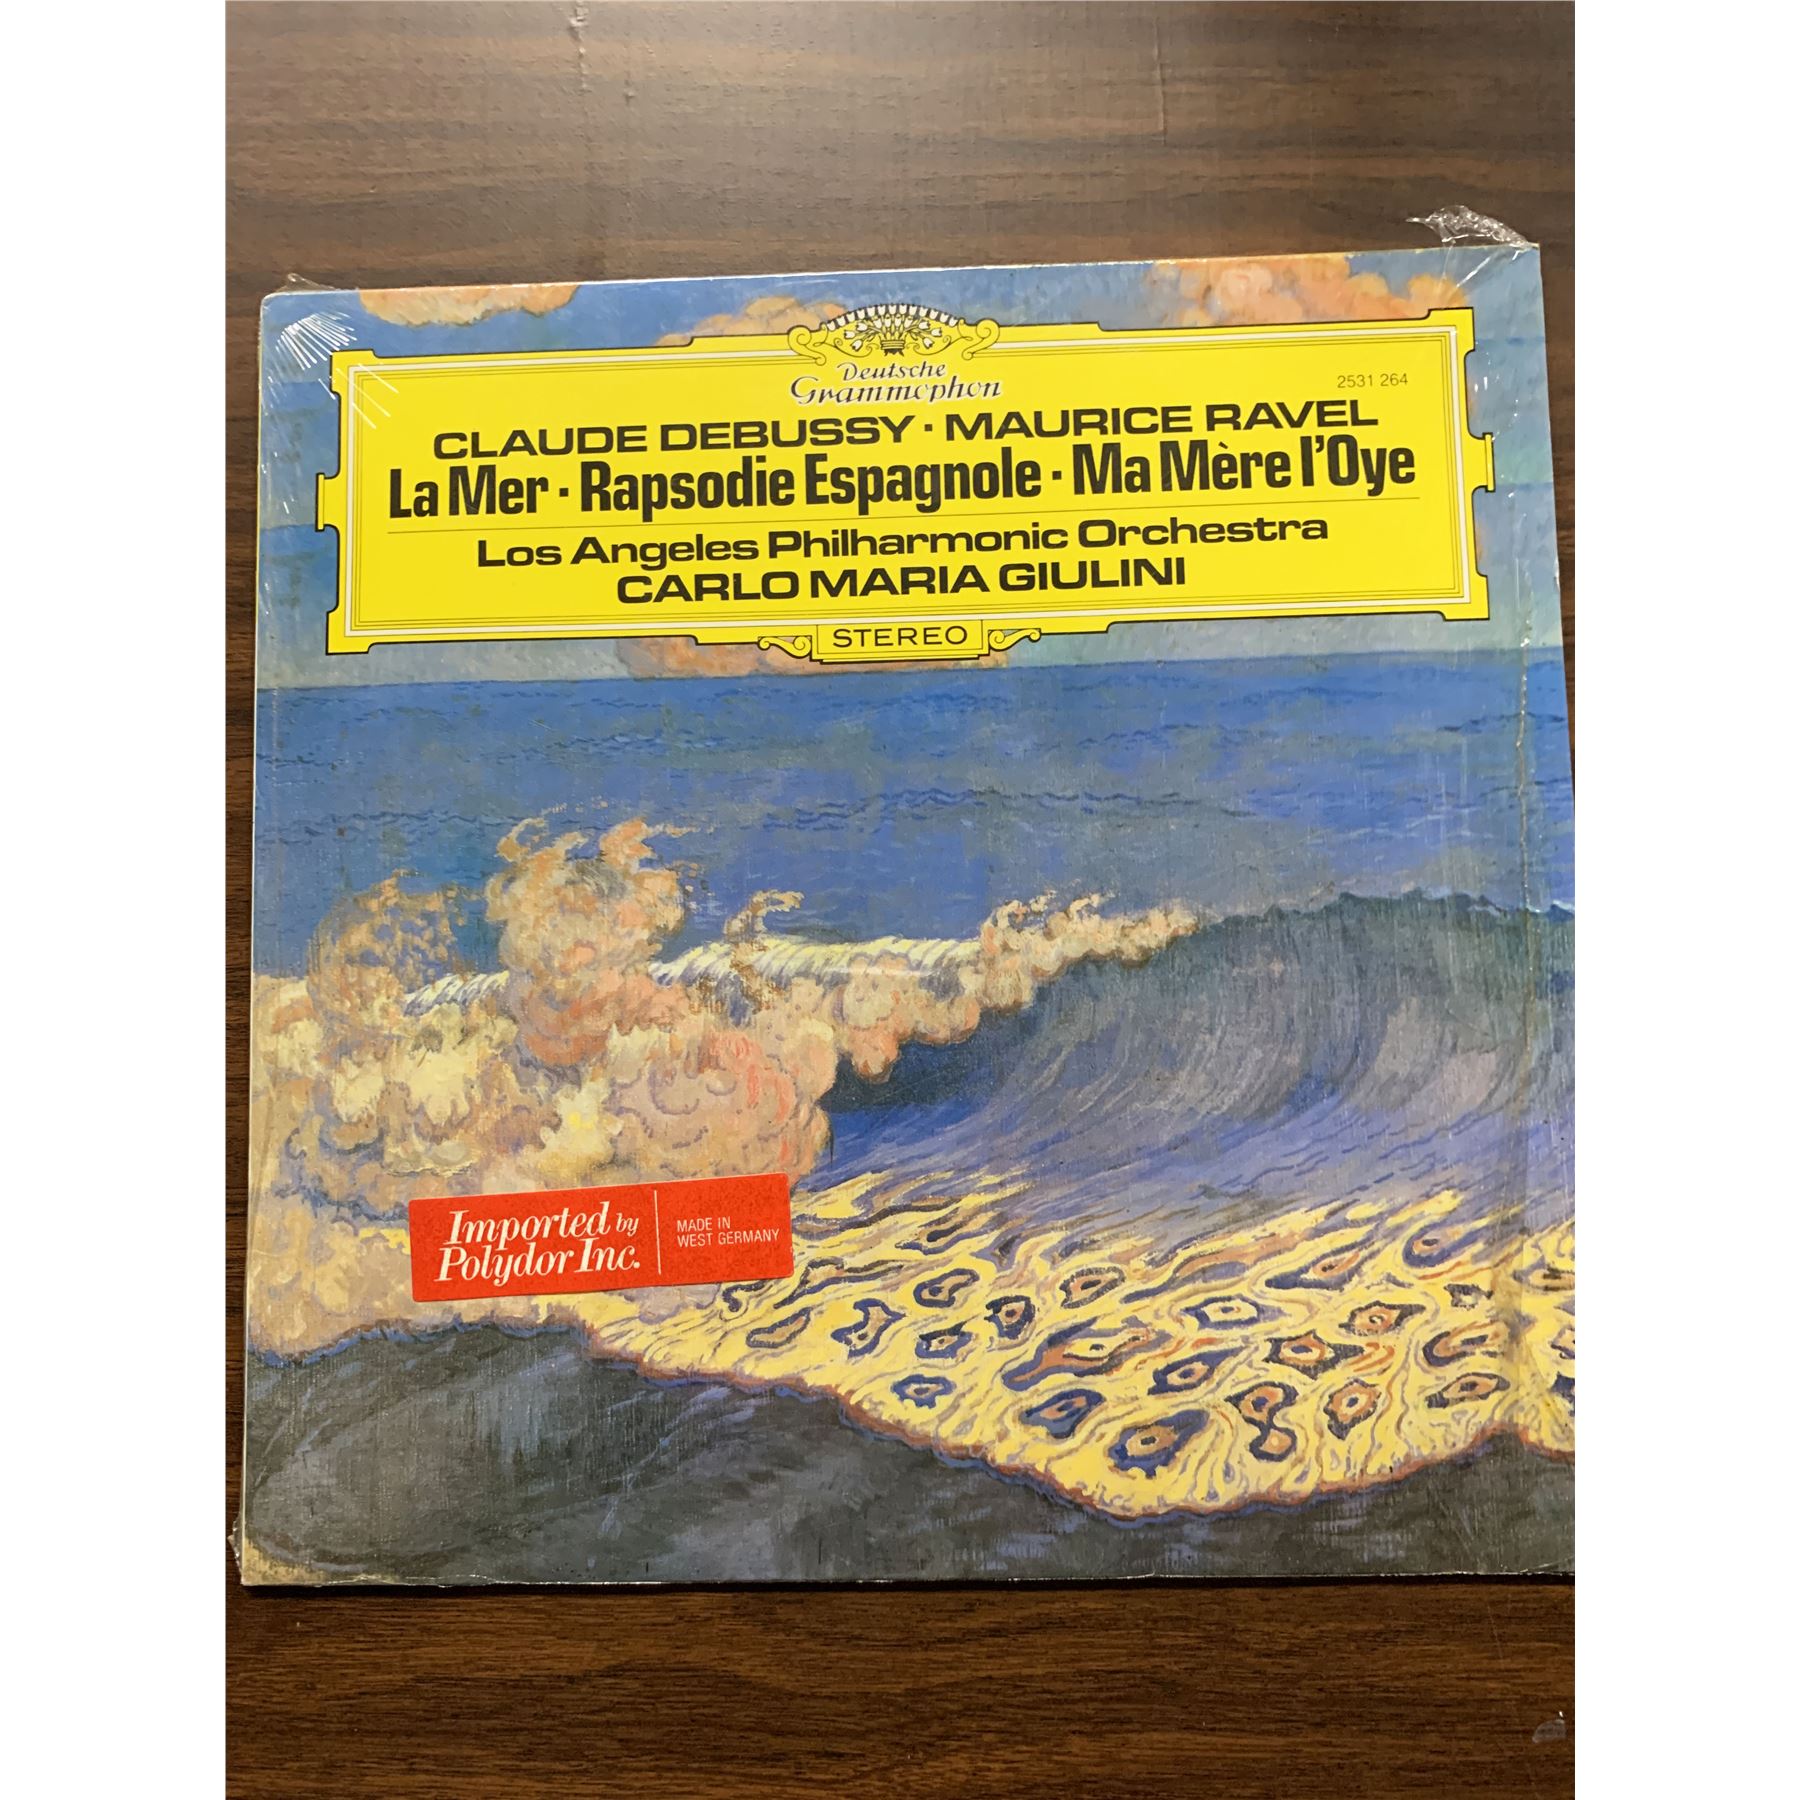 Deutsche
Grammophon
2531 264
CLAUDE DEBUSSY · MAURICE RAVEL
La Mer · Rapsodie Espagnole · Ma Mère l'Oye
Los Angeles Philharmonic Orchestra
CARLO MARIA GIULINI
STEREO
Imported by
Polydor Inc.
MADE IN
WEST GERMANY